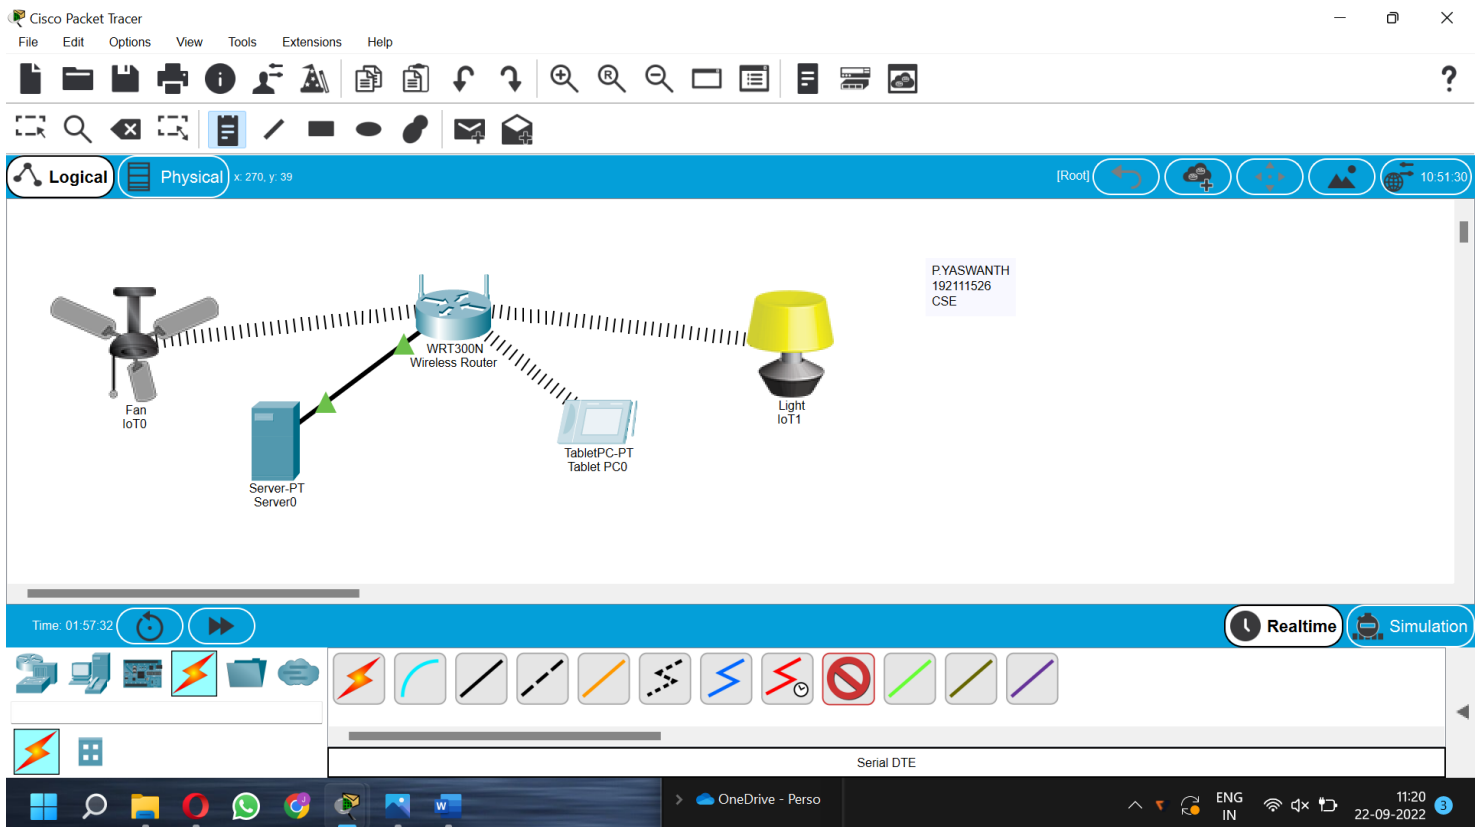 Cisco Packet Tracer
File Edit Options View Tools Extensions Help
Logical Physical x: 270, y: 39 [Root] 10:51:30
P.YASWANTH
192111526
CSE
WRT300N
Wireless Router
Fan
IoT0
Light
IoT1
TabletPC-PT
Tablet PC0
Server-PT
Server0
Time: 01:57:32 Realtime Simulation
Serial DTE
OneDrive - Perso
ENG
IN
11:20
22-09-2022
3